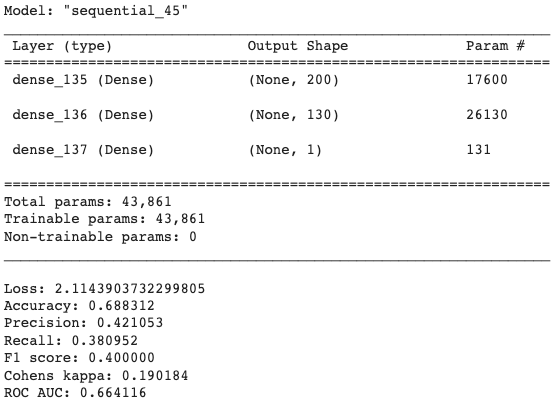 Model: "sequential_45"
Layer (type) Output Shape Param #
dense_135 (Dense) (None, 200) 17600
dense_136 (Dense) (None, 130) 26130
dense_137 (Dense) (None, 1) 131
Total params: 43,861
Trainable params: 43,861
Non-trainable params: 0
Loss: 2.1143903732299805
Accuracy: 0.688312
Precision: 0.421053
Recall: 0.380952
F1 score: 0.400000
Cohens kappa: 0.190184
ROC AUC: 0.664116